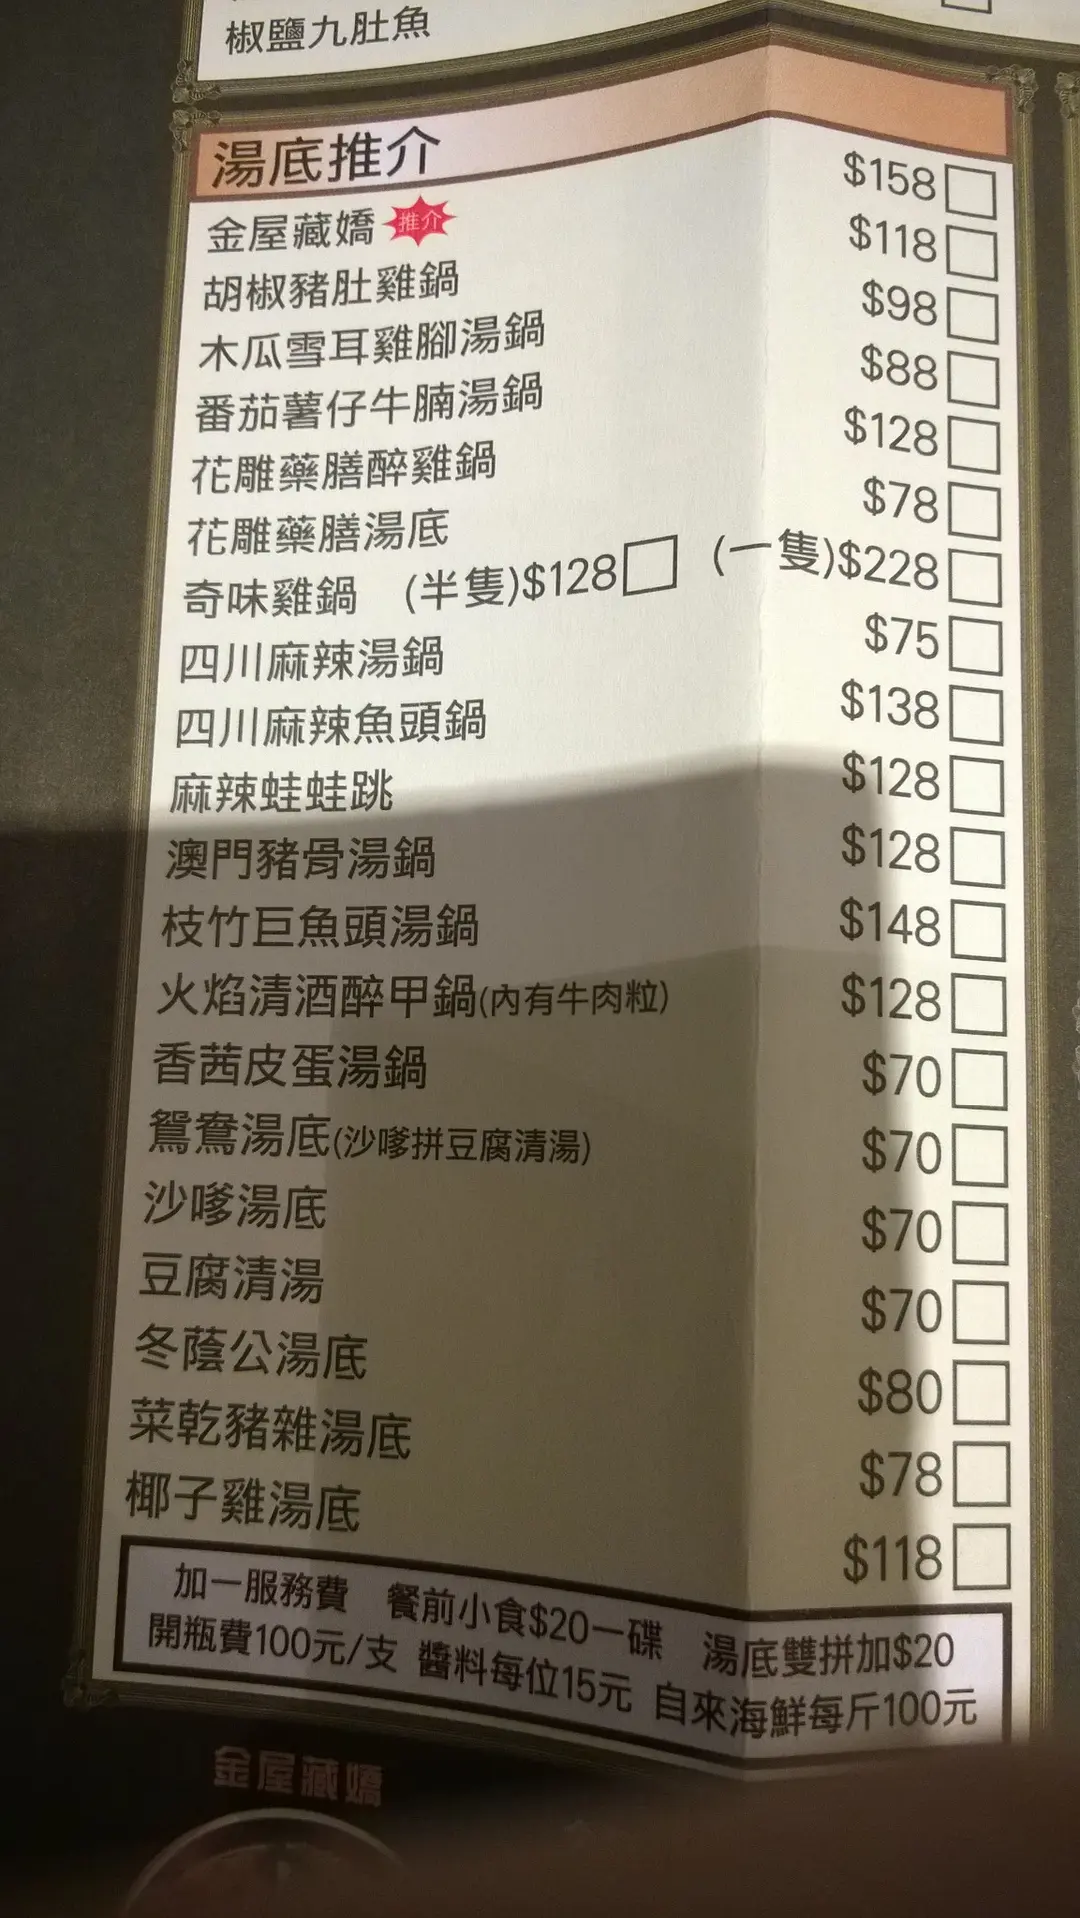 椒鹽九肚魚
湯底推介
金屋藏嬌 推介 $158
胡椒豬肚雞鍋 $118
木瓜雪耳雞腳湯鍋 $98
番茄薯仔牛腩湯鍋 $88
花雕藥膳醉雞鍋 $128
花雕藥膳湯底 $78
奇味雞鍋 (半隻)$128 (一隻)$228
四川麻辣湯鍋 $75
四川麻辣魚頭鍋 $138
麻辣蛙蛙跳 $128
澳門豬骨湯鍋 $128
枝竹巨魚頭湯鍋 $148
火焰清酒醉甲鍋(內有牛肉粒) $128
香茜皮蛋湯鍋 $70
鴛鴦湯底(沙嗲拼豆腐清湯) $70
沙嗲湯底 $70
豆腐清湯 $70
冬蔭公湯底 $80
菜乾豬雜湯底 $78
椰子雞湯底 $118
加一服務費 餐前小食$20一碟 湯底雙拼加$20
開瓶費100元/支 醬料每位15元 自來海鮮每斤100元
金屋藏嬌